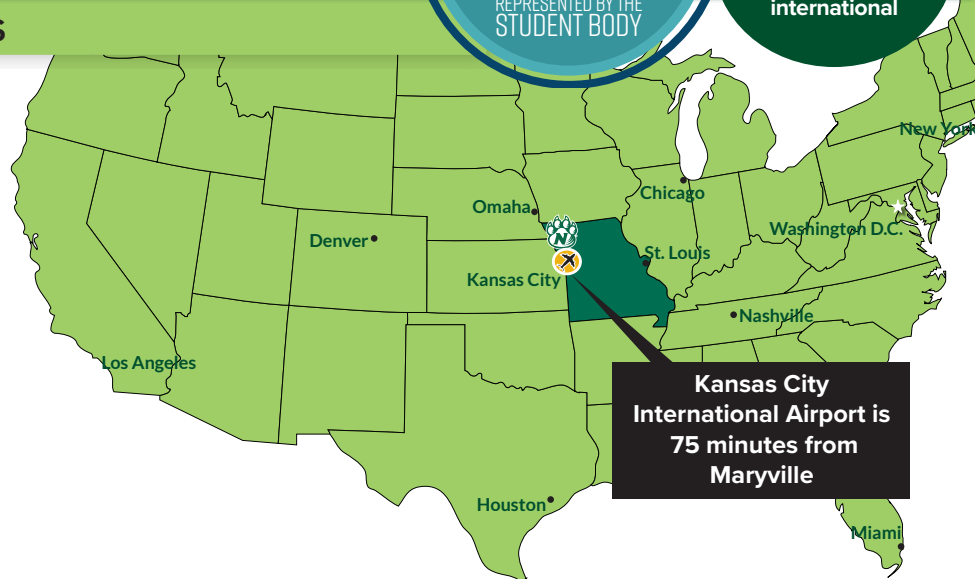 REPRESENTED BY THE
STUDENT BODY
international
s
New York
Chicago
Omaha
Washington D.C.
Denver
N
St. Louis
Kansas City
Nashville
Los Angeles
Kansas City
International Airport is
75 minutes from
Maryville
Houston
Miami